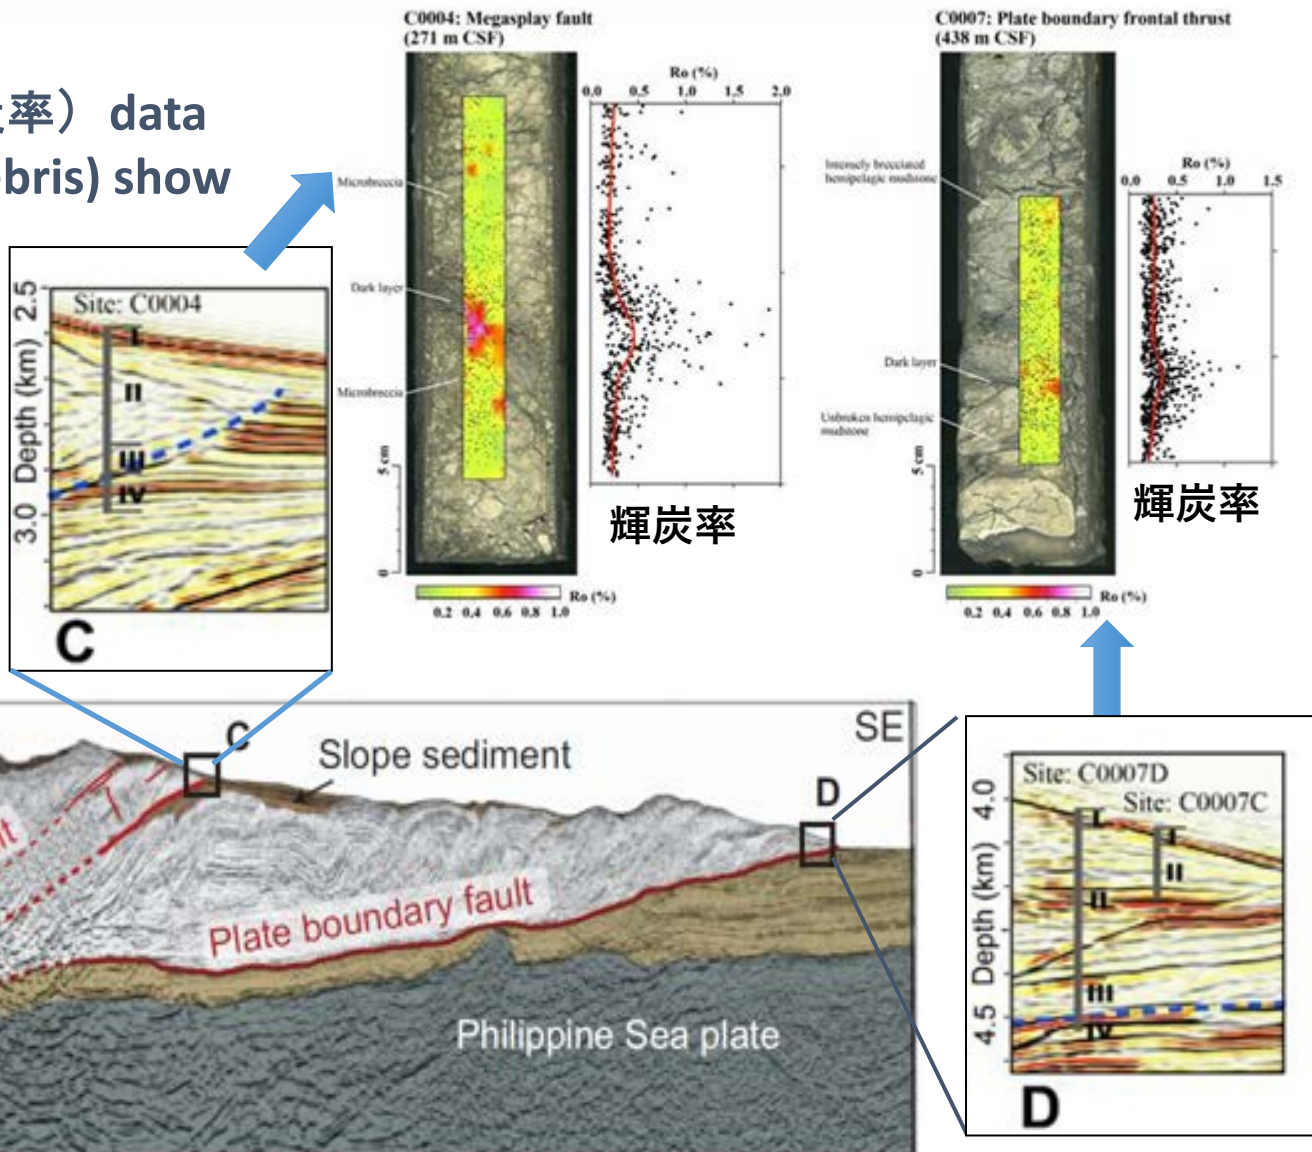 C0004: Megasplay fault
(271 m CSF)
C0007: Plate boundary frontal thrust
(438 m CSF)
率） data
ebris) show
Ro (%)
0.0 0.5 1.0 1.5 2.0
Microbreccia
Dark layer
Microbreccia
5 cm
0
輝炭率
Ro (%)
0.2 0.4 0.6 0.8 1.0
Ro (%)
0.0 0.5 1.0 1.5
Intensely brecciated
hemipelagic mudstone
Dark layer
Unbroken hemipelagic
mudstone
5 cm
0
輝炭率
Ro (%)
0.2 0.4 0.6 0.8 1.0
Site: C0004
2.5
Depth (km)
3.0
I
II
III
IV
C
C
Slope sediment
SE
D
lt
Plate boundary fault
Philippine Sea plate
Site: C0007D
Site: C0007C
4.0
Depth (km)
4.5
I
I
II
II
III
IV
D